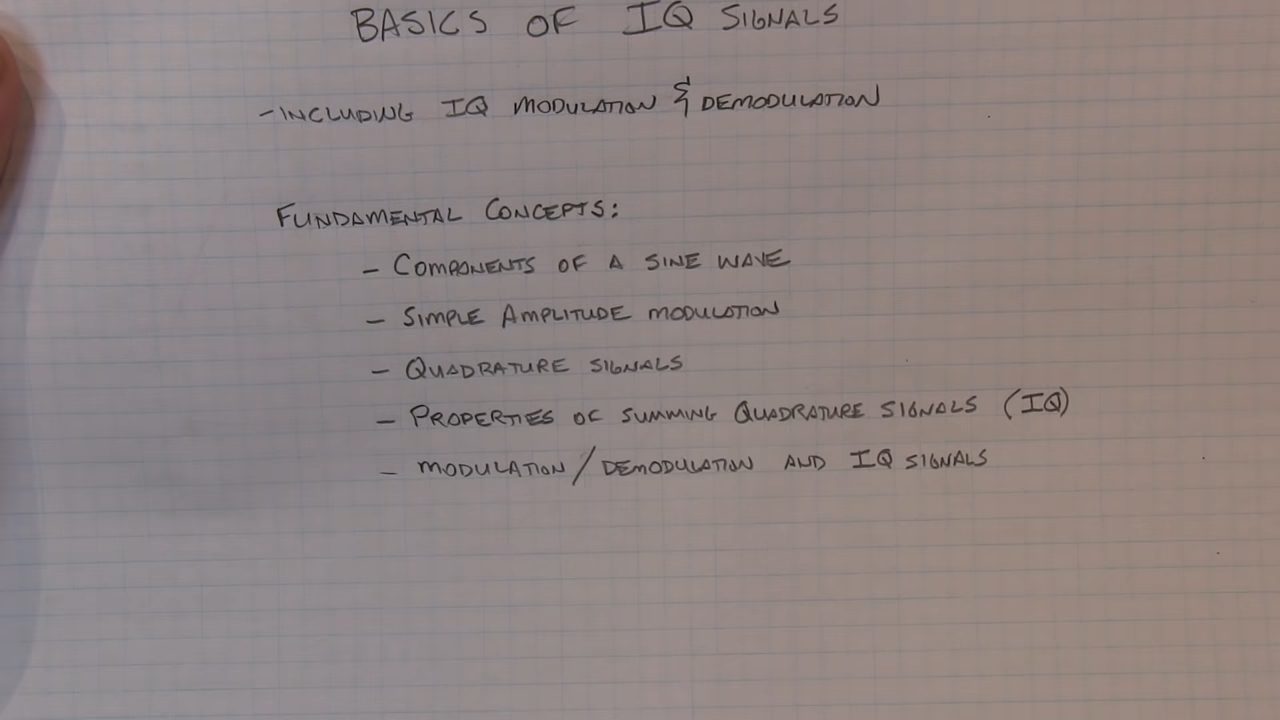 BASICS OF IQ SIGNALS
- INCLUDING IQ MODULATION & DEMODULATION
FUNDAMENTAL CONCEPTS:
- COMPONENTS OF A SINE WAVE
- SIMPLE AMPLITUDE MODULATION
- QUADRATURE SIGNALS
- PROPERTIES OF SUMMING QUADRATURE SIGNALS (IQ)
- MODULATION/DEMODULATION AND IQ SIGNALS